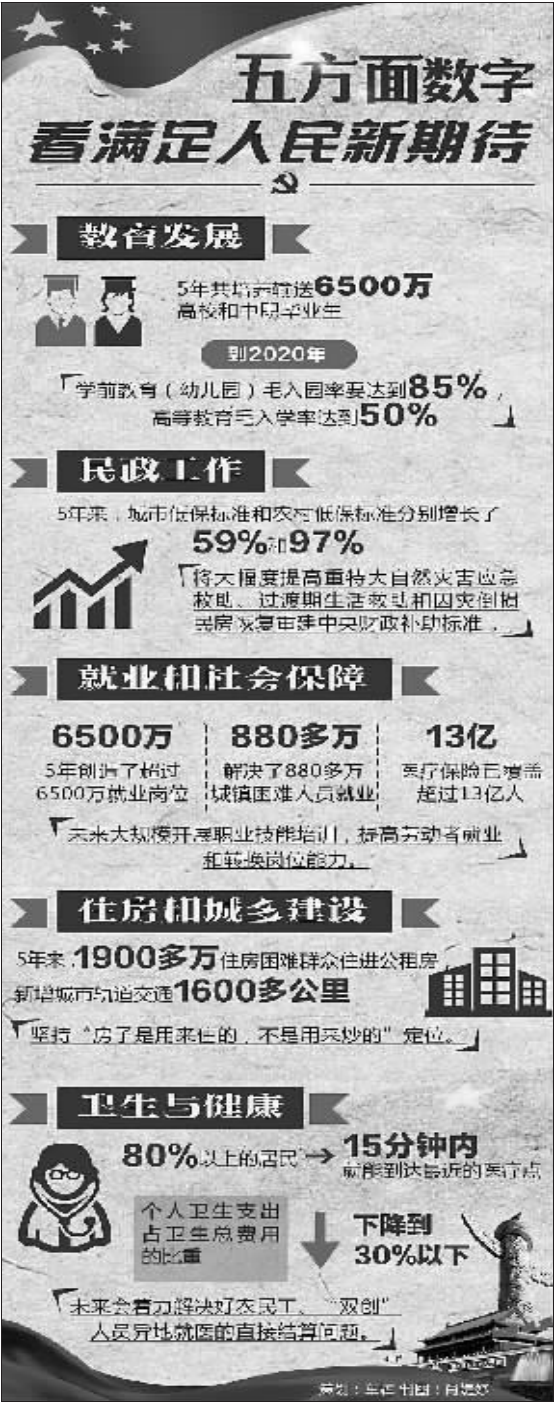 五方面数字
看满足人民新期待
教育发展
5年共培养输送6500万
高校和中职毕业生
到2020年
「学前教育（幼儿园）毛入园率要达到85%，
高等教育毛入学率达到50%」
民政工作
5年来，城市低保标准和农村低保标准分别增长了
59%和97%
「将大幅度提高重特大自然灾害应急
救助、过渡期生活救助和因灾倒损
民房恢复重建中央财政补助标准。」
就业和社会保障
6500万
5年创造了超过
6500万就业岗位
880多万
解决了880多万
城镇困难人员就业
13亿
医疗保险已覆盖
超过13亿人
「未来大规模开展职业技能培训，提高劳动者就业
和转换岗位能力。」
住房和城乡建设
5年来，1900多万住房困难群众住进公租房，
新增城市轨道交通1600多公里
「坚持“房子是用来住的，不是用来炒的”定位。」
卫生与健康
80%以上的居民→15分钟内
就能到达最近的医疗点
个人卫生支出
占卫生总费用
的比重
下降到
30%以下
「未来会着力解决好农民工、“双创”
人员异地就医的直接结算问题。」
策划：
制图：肖